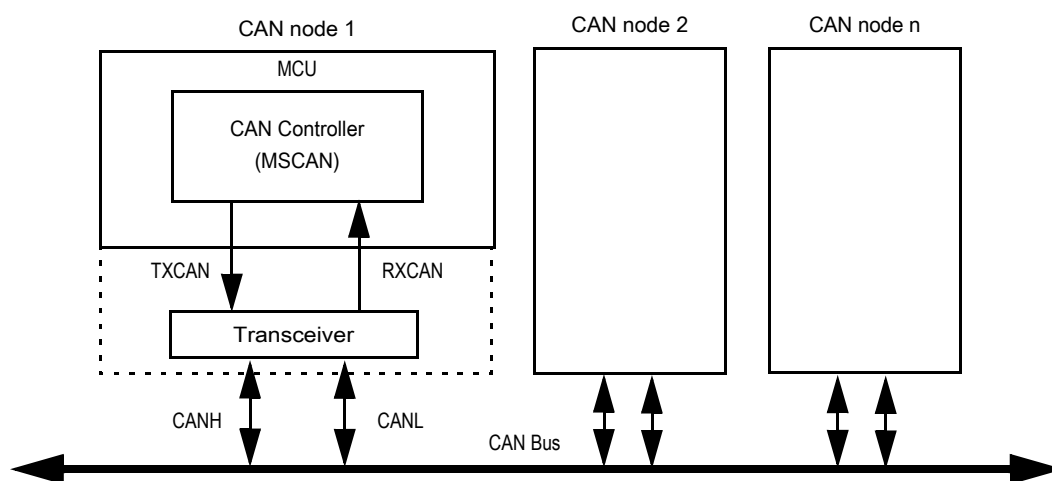 CAN node 1
CAN node 2
CAN node n
MCU
CAN Controller
(MSCAN)
TXCAN
RXCAN
Transceiver
CANH
CANL
CAN Bus